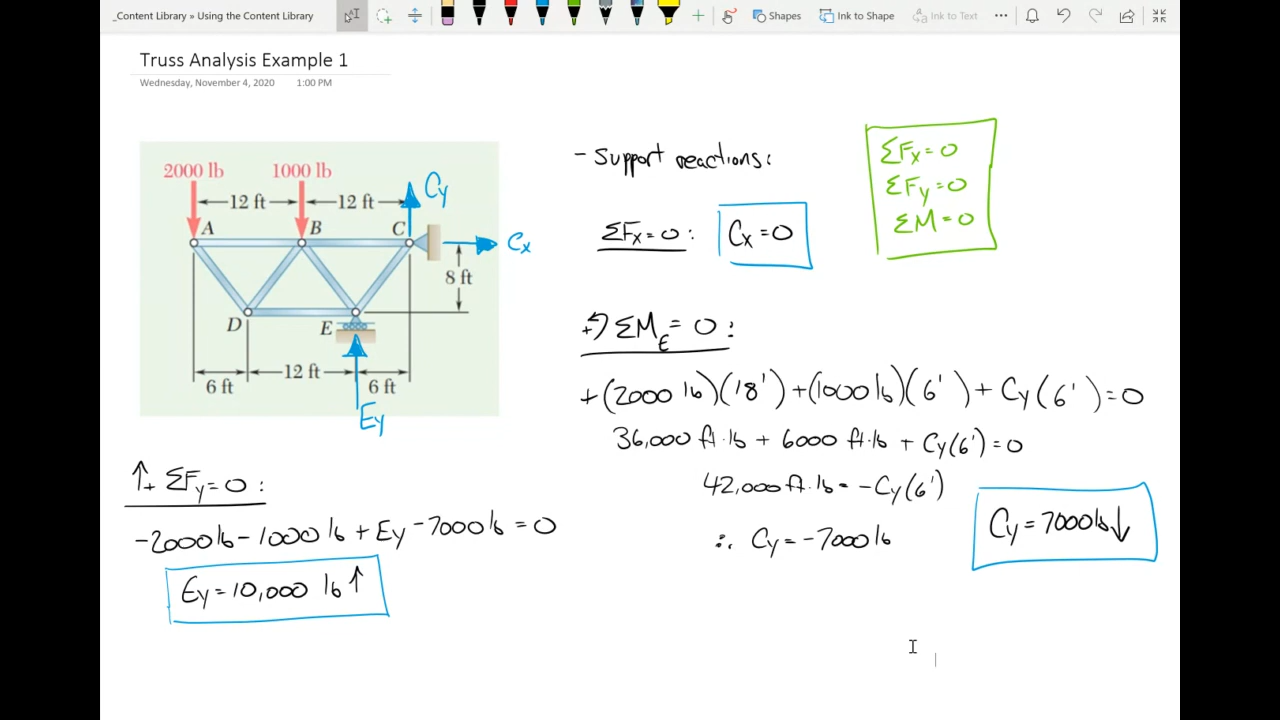 _Content Library » Using the Content Library
Shapes
Ink to Shape
Ink to Text
Truss Analysis Example 1
Wednesday, November 4, 2020 1:00 PM
2000 lb 1000 lb
12 ft 12 ft
Cy
A B C
Cx
8 ft
D E
6 ft 12 ft 6 ft
Ey
- Support reactions:
ΣFx=0
ΣFy=0
ΣM=0
ΣFx=0: Cx=0
+↺ ΣME=0:
+(2000 lb)(18')+(1000 lb)(6')+Cy(6')=0
36,000 ft·lb + 6000 ft·lb + Cy(6')=0
42,000 ft·lb = -Cy(6')
∴ Cy = -7000 lb
Cy = 7000 lb↓
↑+ ΣFy=0:
-2000 lb - 1000 lb + Ey - 7000 lb = 0
Ey = 10,000 lb ↑